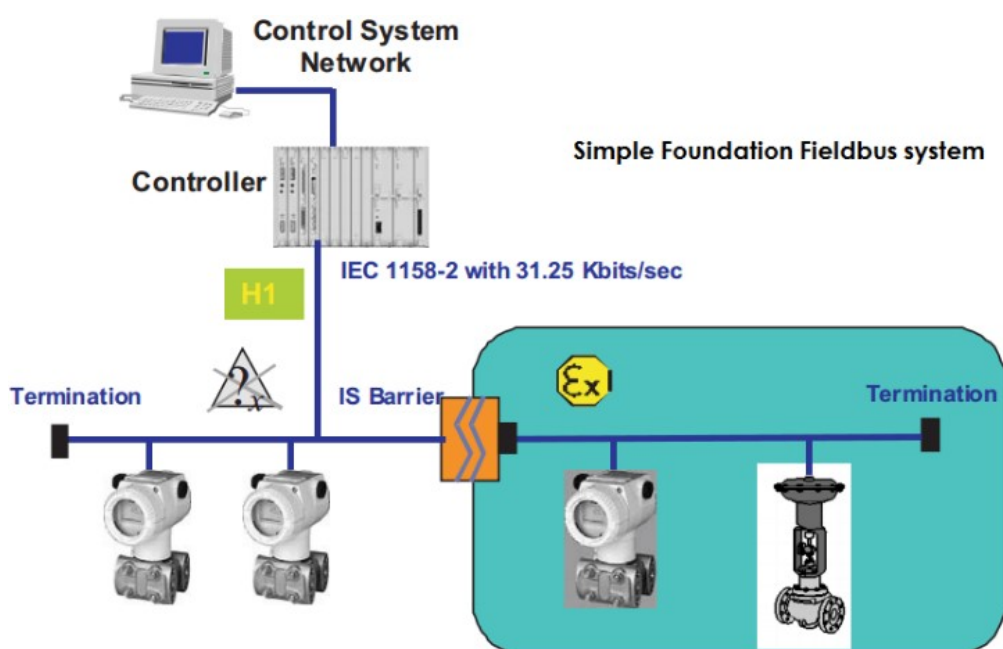 Control System
Network
Simple Foundation Fieldbus system
Controller
IEC 1158-2 with 31.25 Kbits/sec
H1
?x
Termination
IS Barrier
Ex
Termination